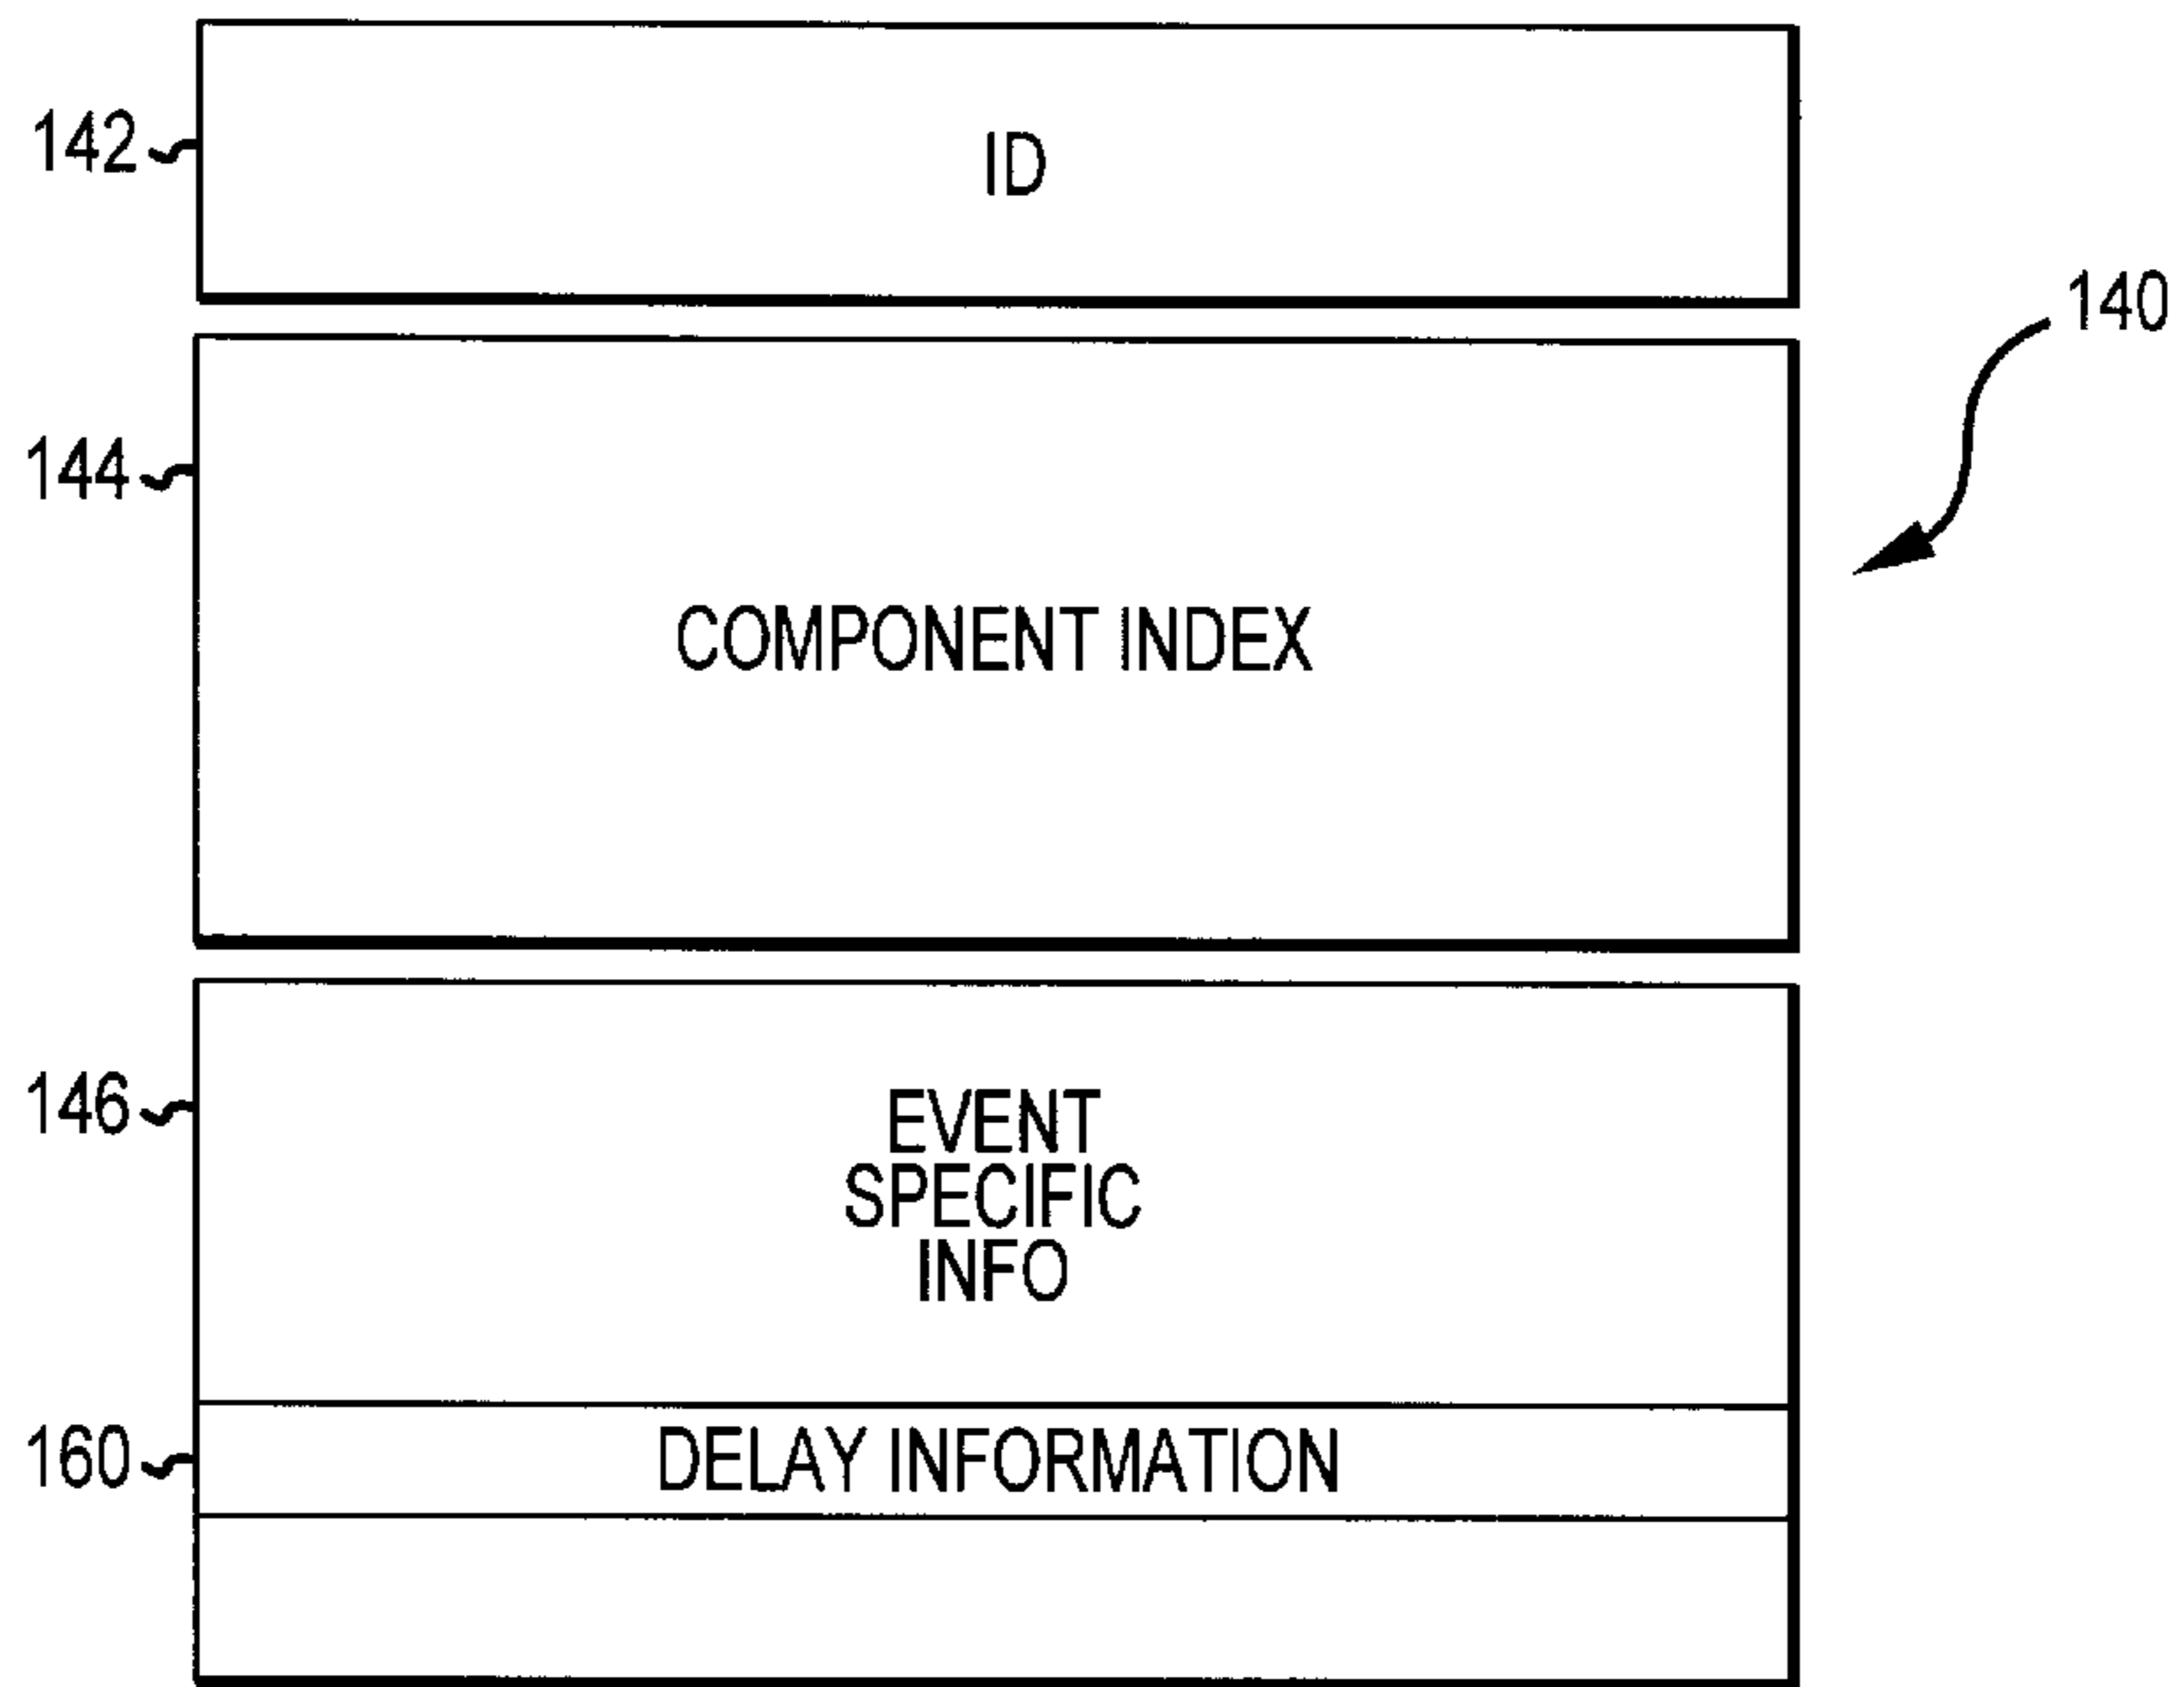 142
ID
140
144
COMPONENT INDEX
146
EVENT
SPECIFIC
INFO
160
DELAY INFORMATION